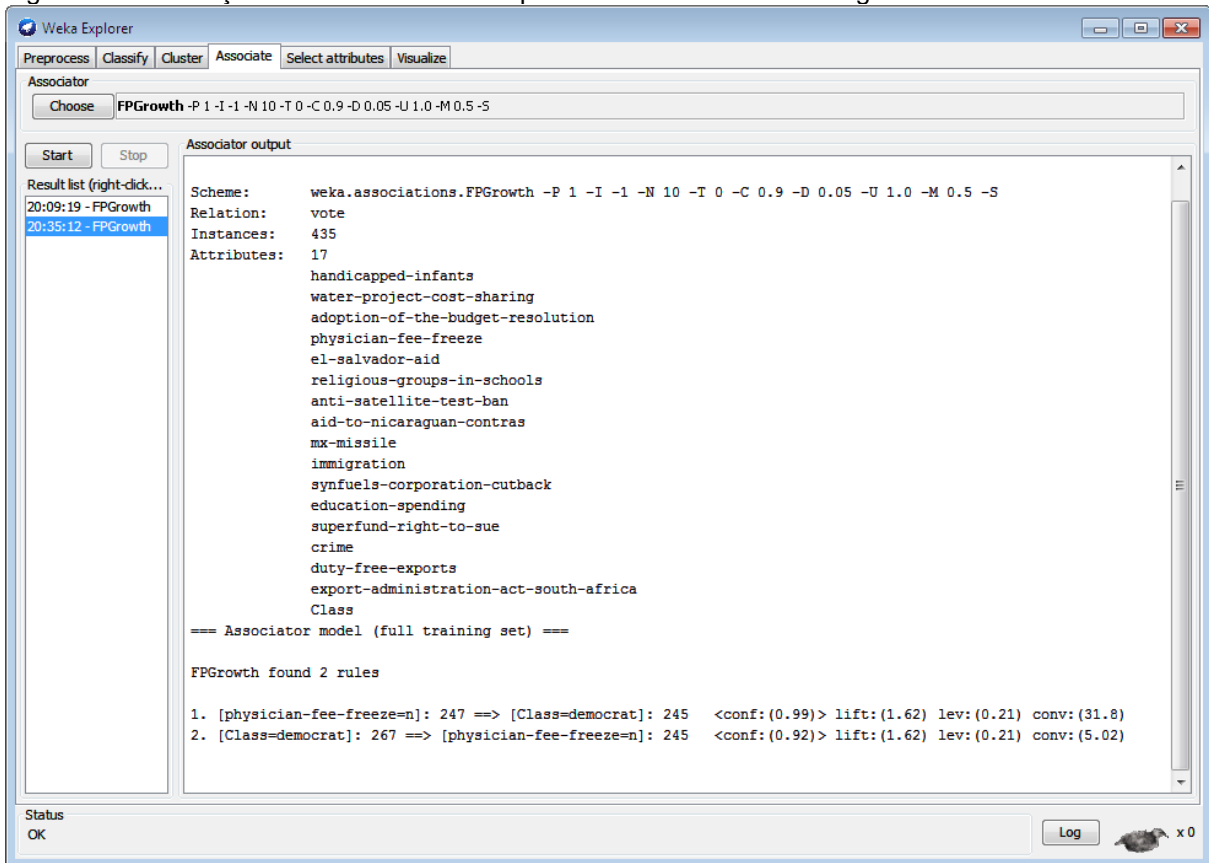 Weka Explorer
Preprocess Classify Cluster Associate Select attributes Visualize
Associator
Choose FPGrowth -P 1 -I -1 -N 10 -T 0 -C 0.9 -D 0.05 -U 1.0 -M 0.5 -S
Start Stop
Result list (right-click...
20:09:19 - FPGrowth
20:35:12 - FPGrowth
Associator output
Scheme: weka.associations.FPGrowth -P 1 -I -1 -N 10 -T 0 -C 0.9 -D 0.05 -U 1.0 -M 0.5 -S
Relation: vote
Instances: 435
Attributes: 17
handicapped-infants
water-project-cost-sharing
adoption-of-the-budget-resolution
physician-fee-freeze
el-salvador-aid
religious-groups-in-schools
anti-satellite-test-ban
aid-to-nicaraguan-contras
mx-missile
immigration
synfuels-corporation-cutback
education-spending
superfund-right-to-sue
crime
duty-free-exports
export-administration-act-south-africa
Class
=== Associator model (full training set) ===
FPGrowth found 2 rules
1. [physician-fee-freeze=n]: 247 ==> [Class=democrat]: 245 <conf:(0.99)> lift:(1.62) lev:(0.21) conv:(31.8)
2. [Class=democrat]: 267 ==> [physician-fee-freeze=n]: 245 <conf:(0.92)> lift:(1.62) lev:(0.21) conv:(5.02)
Status
OK
Log
x 0